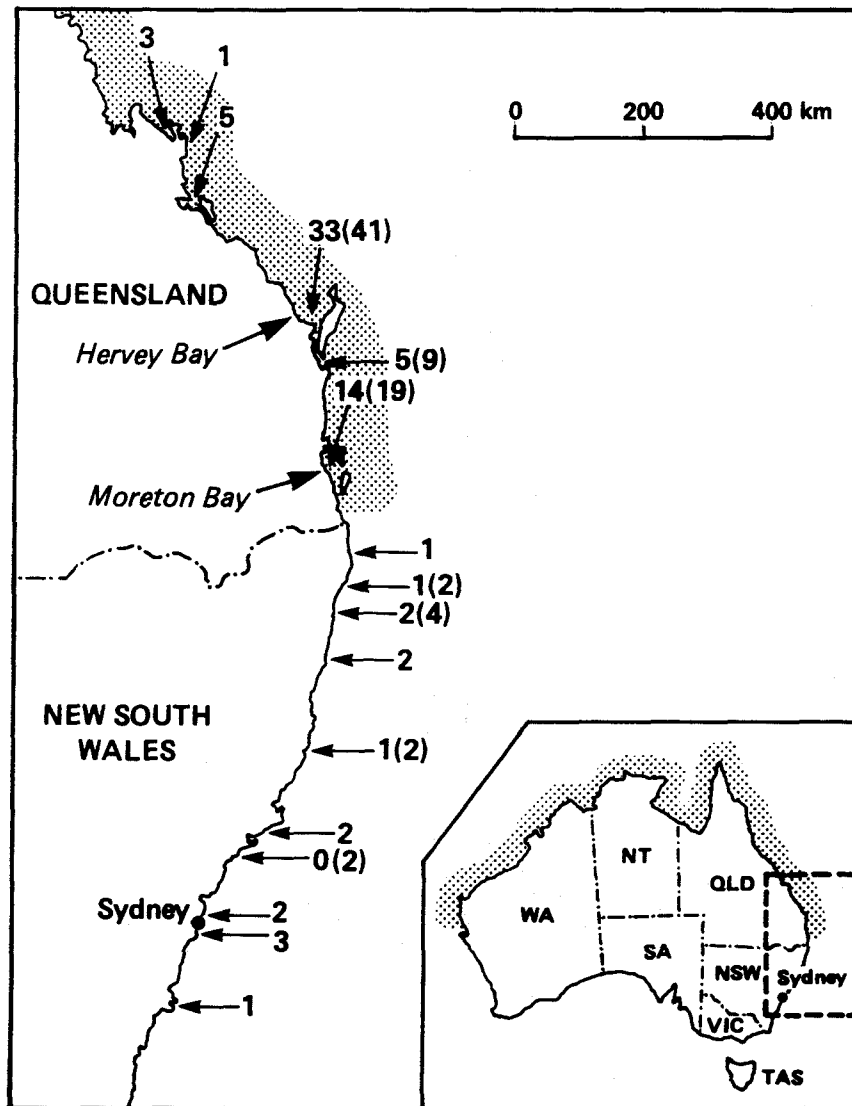 3
1
5
0 200 400 km
33(41)
QUEENSLAND
Hervey Bay
5(9)
14(19)
Moreton Bay
1
1(2)
2(4)
2
NEW SOUTH
WALES
1(2)
2
0(2)
Sydney
2
3
1
NT
QLD
WA
SA
NSW
Sydney
VIC
TAS